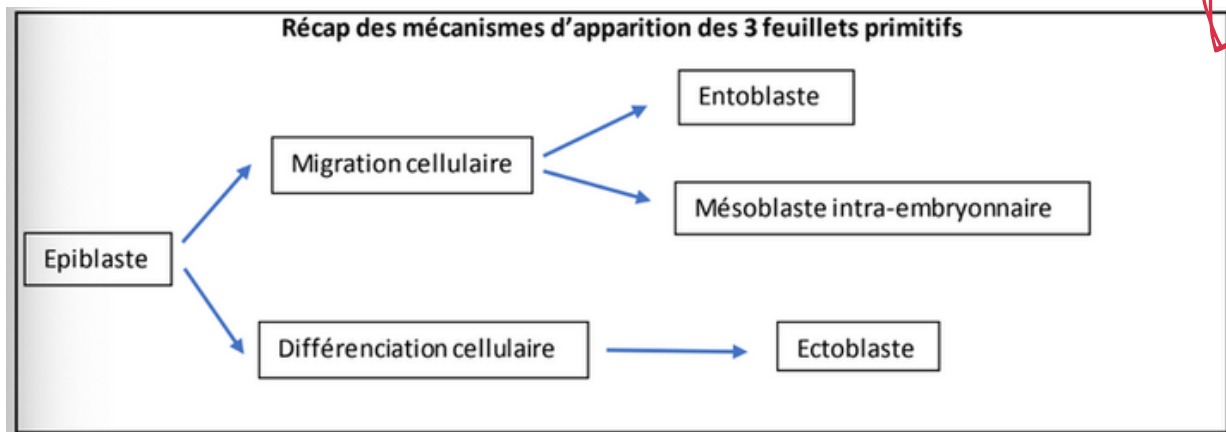 Récap des mécanismes d'apparition des 3 feuillets primitifs
Entoblaste
Migration cellulaire
Mésoblaste intra-embryonnaire
Epiblaste
Différenciation cellulaire
Ectoblaste